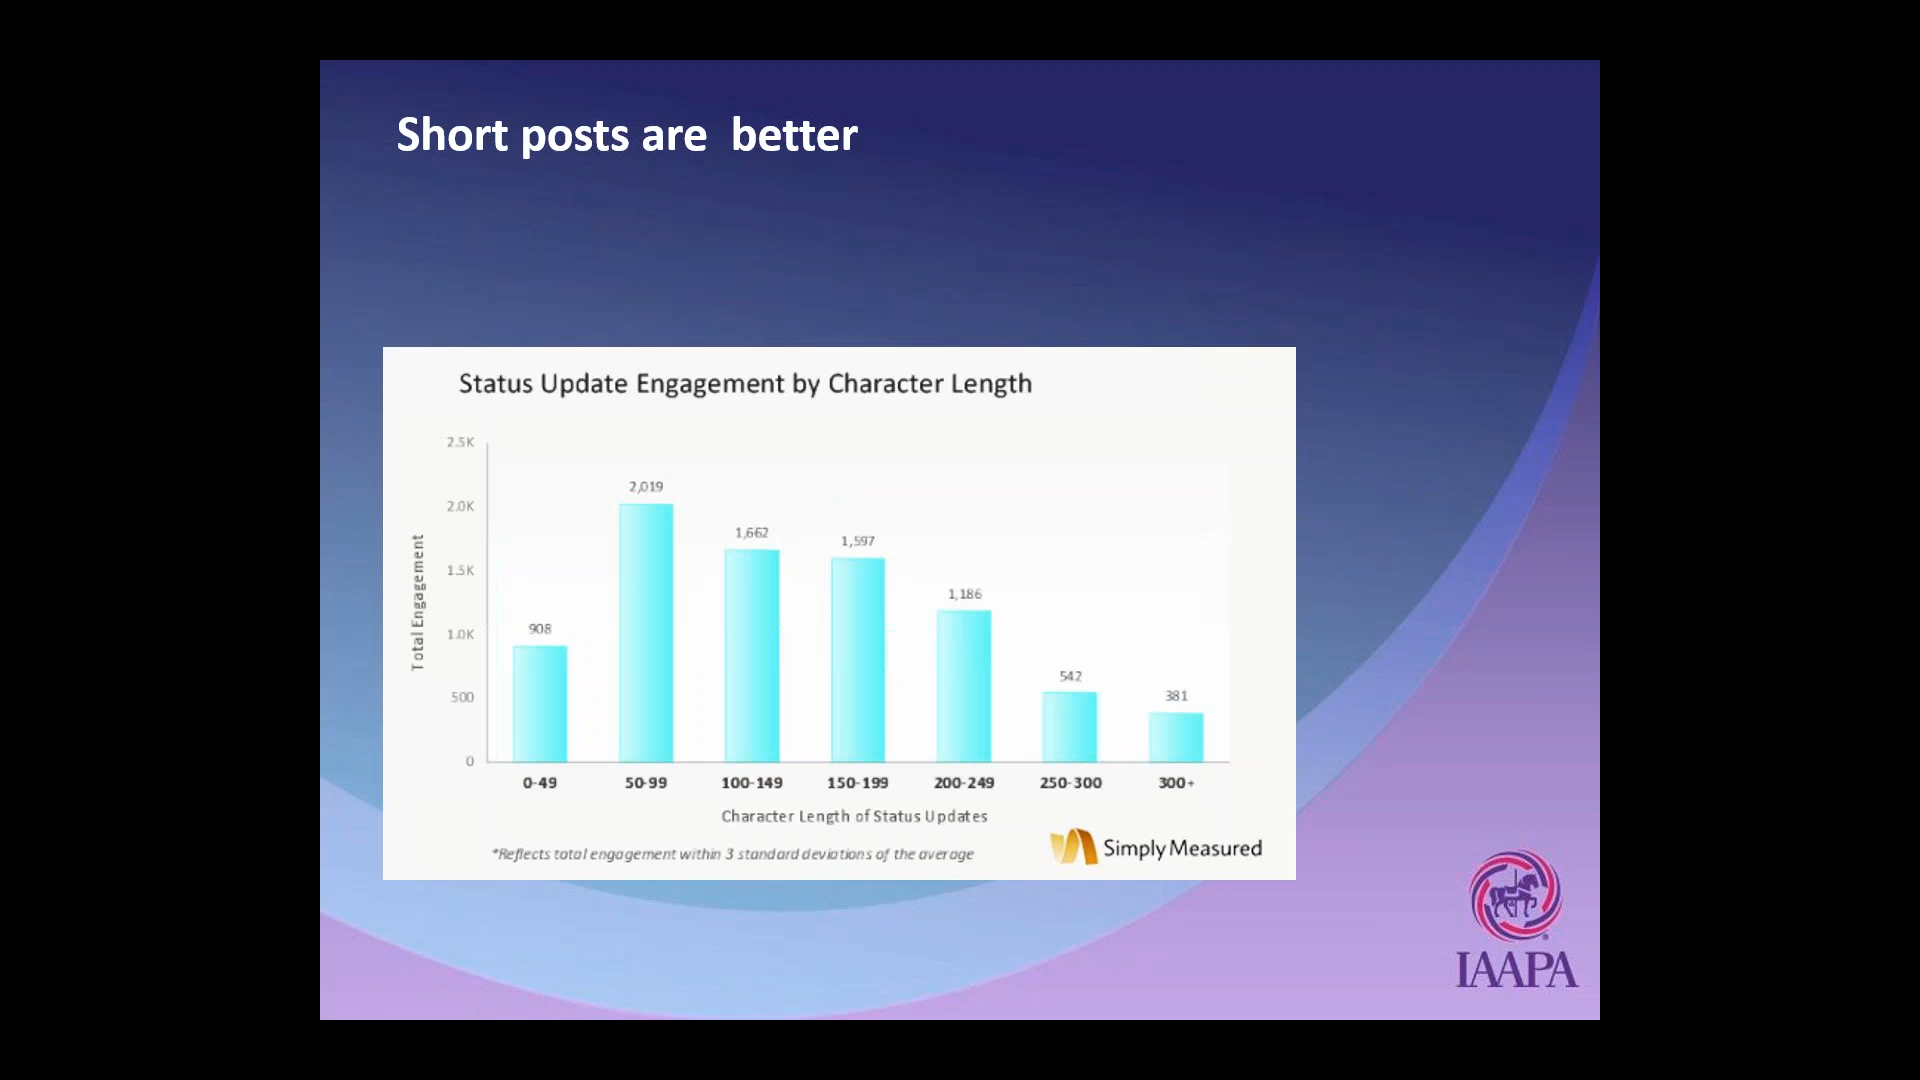 Short posts are  better
Status Update Engagement by Character Length
2.5K
2.0K
1.5K
1.0K
500
0
Total Engagement
908
2,019
1,662
1,597
1,186
542
381
0-49
50-99
100-149
150-199
200-249
250-300
300+
Character Length of Status Updates
*Reflects total engagement within 3 standard deviations of the average
Simply Measured
IAAPA